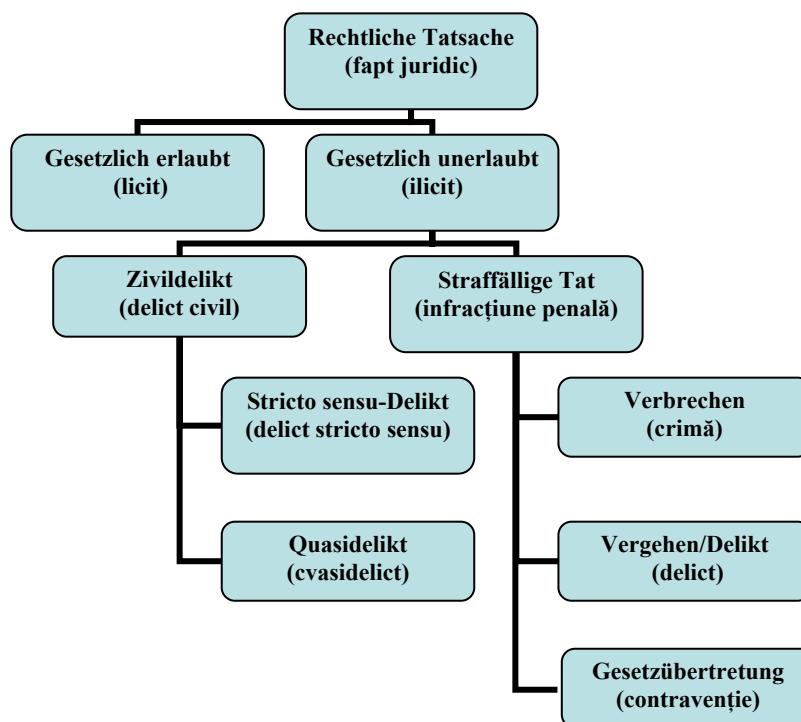 Rechtliche Tatsache
(fapt juridic)
Gesetzlich erlaubt
(licit)
Gesetzlich unerlaubt
(ilicit)
Zivildelikt
(delict civil)
Straffällige Tat
(infracțiune penală)
Stricto sensu-Delikt
(delict stricto sensu)
Verbrechen
(crimă)
Quasidelikt
(cvasidelict)
Vergehen/Delikt
(delict)
Gesetzübertretung
(contravenție)